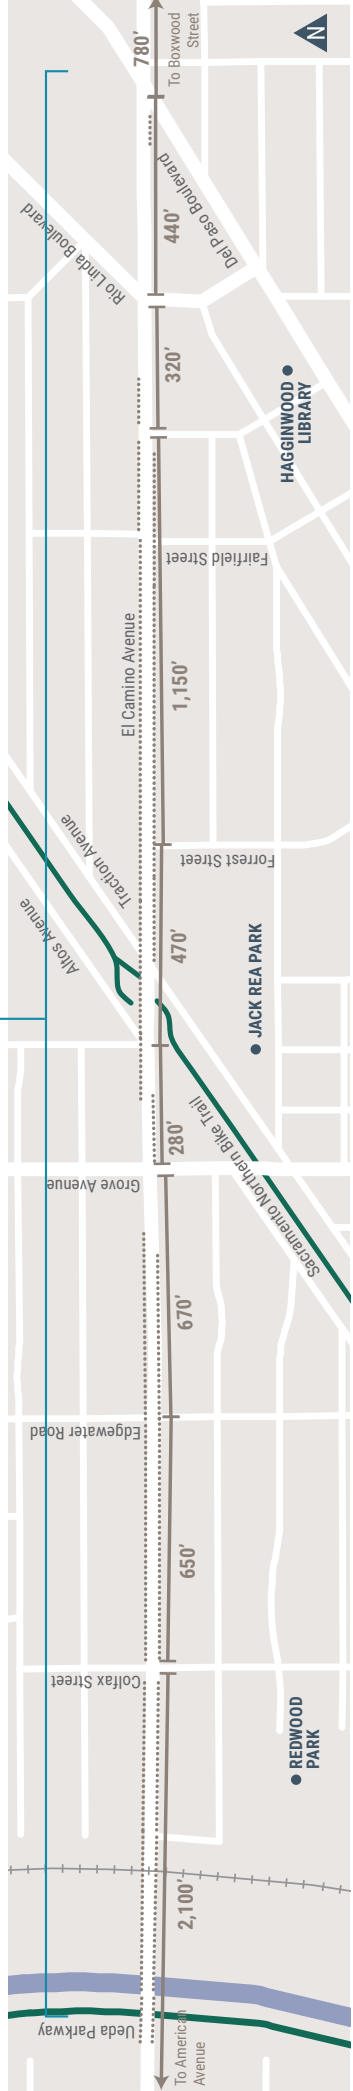 780'
To Boxwood
Street
N
Del Paso Boulevard
440'
Rio Linda Boulevard
320'
HAGGINWOOD
LIBRARY
Fairfield Street
El Camino Avenue
1,150'
Forrest Street
Traction Avenue
Altos Avenue
470'
JACK REA PARK
280'
Sacramento Northern Bike Trail
Grove Avenue
670'
Edgewater Road
650'
Colfax Street
REDWOOD
PARK
2,100'
Ueda Parkway
To American
Avenue